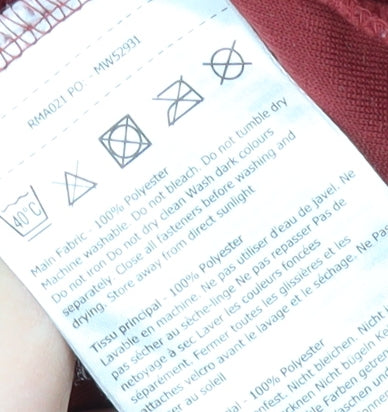 RMA021 PO. - MW52931
40°C
Main Fabric - 100% Polyester
Machine washable. Do not bleach. Do not tumble dry
Do not iron Do not dry clean Wash dark colours
separately. Close all fasteners before washing and
drying. Store away from direct sunlight
Tissu principal - 100% Polyester
Lavable en machine. Ne pas utiliser d'eau de javel. Ne
pas sécher au sèche-linge Ne pas repasser Pas de
nettoyage à sec Laver les couleurs foncées
séparement. Fermer toutes les glissières et les
attaches velcro avant le lavage et le séchage. Ne Pas
au soleil
100% Polyester
fest. Nicht bleichen. Nicht
Nicht bügeln
Farben